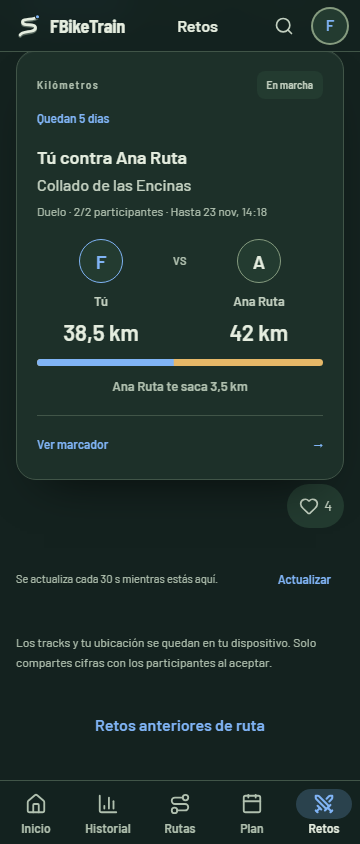 FBikeTrain
Retos
F
Kilómetros
En marcha
Quedan 5 días
Tú contra Ana Ruta
Collado de las Encinas
Duelo · 2/2 participantes · Hasta 23 nov, 14:18
F
VS
A
Tú
Ana Ruta
38,5 km
42 km
Ana Ruta te saca 3,5 km
Ver marcador →
4
Se actualiza cada 30 s mientras estás aquí.
Actualizar
Los tracks y tu ubicación se quedan en tu dispositivo. Solo
compartes cifras con los participantes al aceptar.
Retos anteriores de ruta
Inicio
Historial
Rutas
Plan
Retos